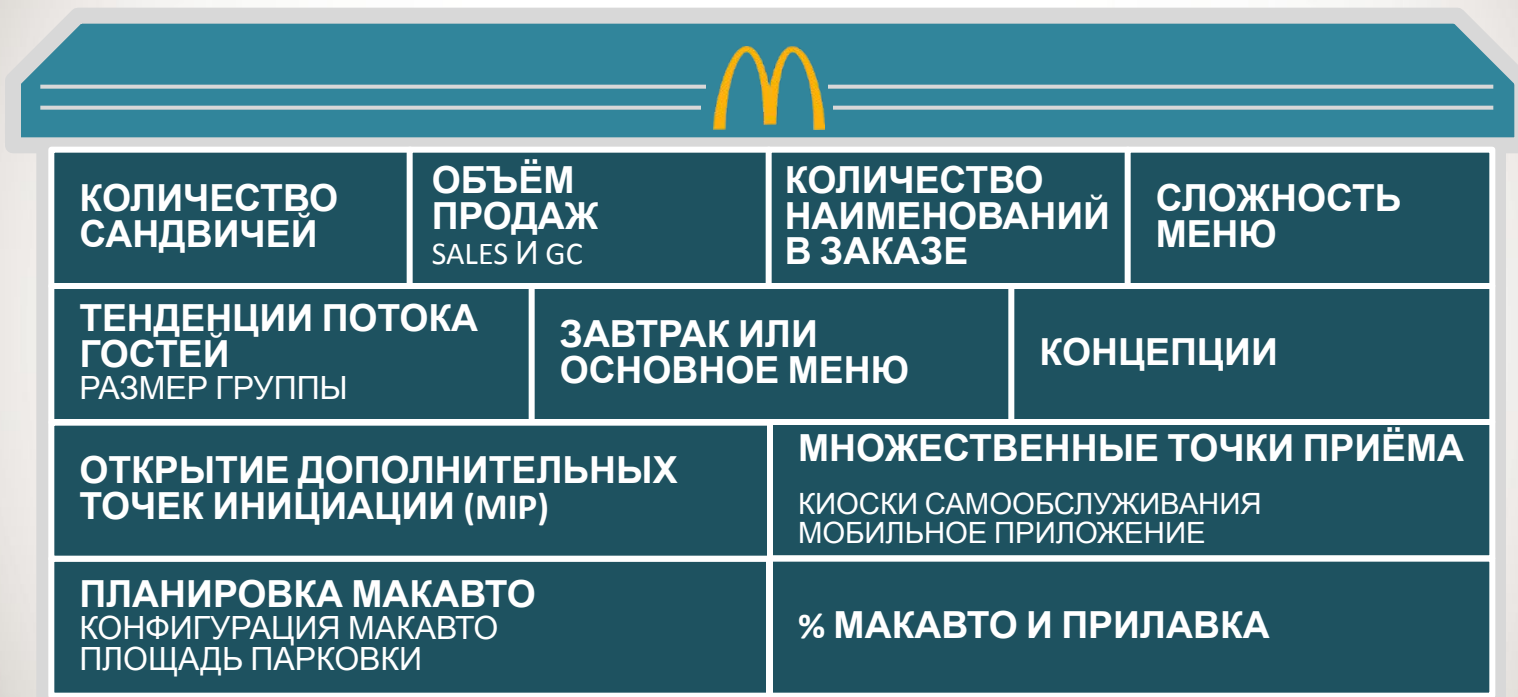 КОЛИЧЕСТВО
САНДВИЧЕЙ
ОБЪЁМ
ПРОДАЖ
SALES И GC
КОЛИЧЕСТВО
НАИМЕНОВАНИЙ
В ЗАКАЗЕ
СЛОЖНОСТЬ
МЕНЮ
ТЕНДЕНЦИИ ПОТОКА
ГОСТЕЙ
РАЗМЕР ГРУППЫ
ЗАВТРАК ИЛИ
ОСНОВНОЕ МЕНЮ
КОНЦЕПЦИИ
ОТКРЫТИЕ ДОПОЛНИТЕЛЬНЫХ
ТОЧЕК ИНИЦИАЦИИ (MIP)
МНОЖЕСТВЕННЫЕ ТОЧКИ ПРИЁМА
КИОСКИ САМООБСЛУЖИВАНИЯ
МОБИЛЬНОЕ ПРИЛОЖЕНИЕ
ПЛАНИРОВКА МАКАВТО
КОНФИГУРАЦИЯ МАКАВТО
ПЛОЩАДЬ ПАРКОВКИ
% МАКАВТО И ПРИЛАВКА